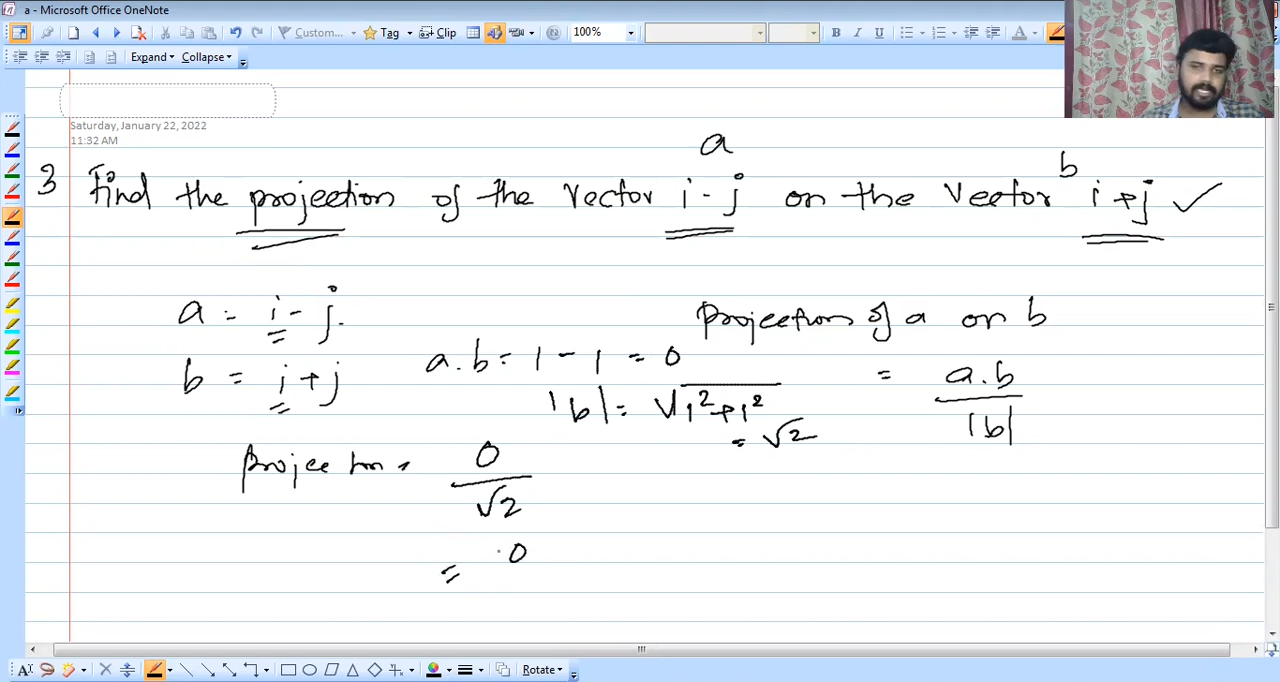 a - Microsoft Office OneNote
Custom... Tag Clip 100% B I U A
Expand Collapse
Saturday, January 22, 2022
11:32 AM
a
b
3 Find the projection of the vector i - j on the vector i + j ✓
a = i - j.
Projection of a on b
b = i + j
a.b = 1 - 1 = 0
= a.b / |b|
|b| = √1²+1²
= √2
Projection = 0 / √2
= 0
A Rotate